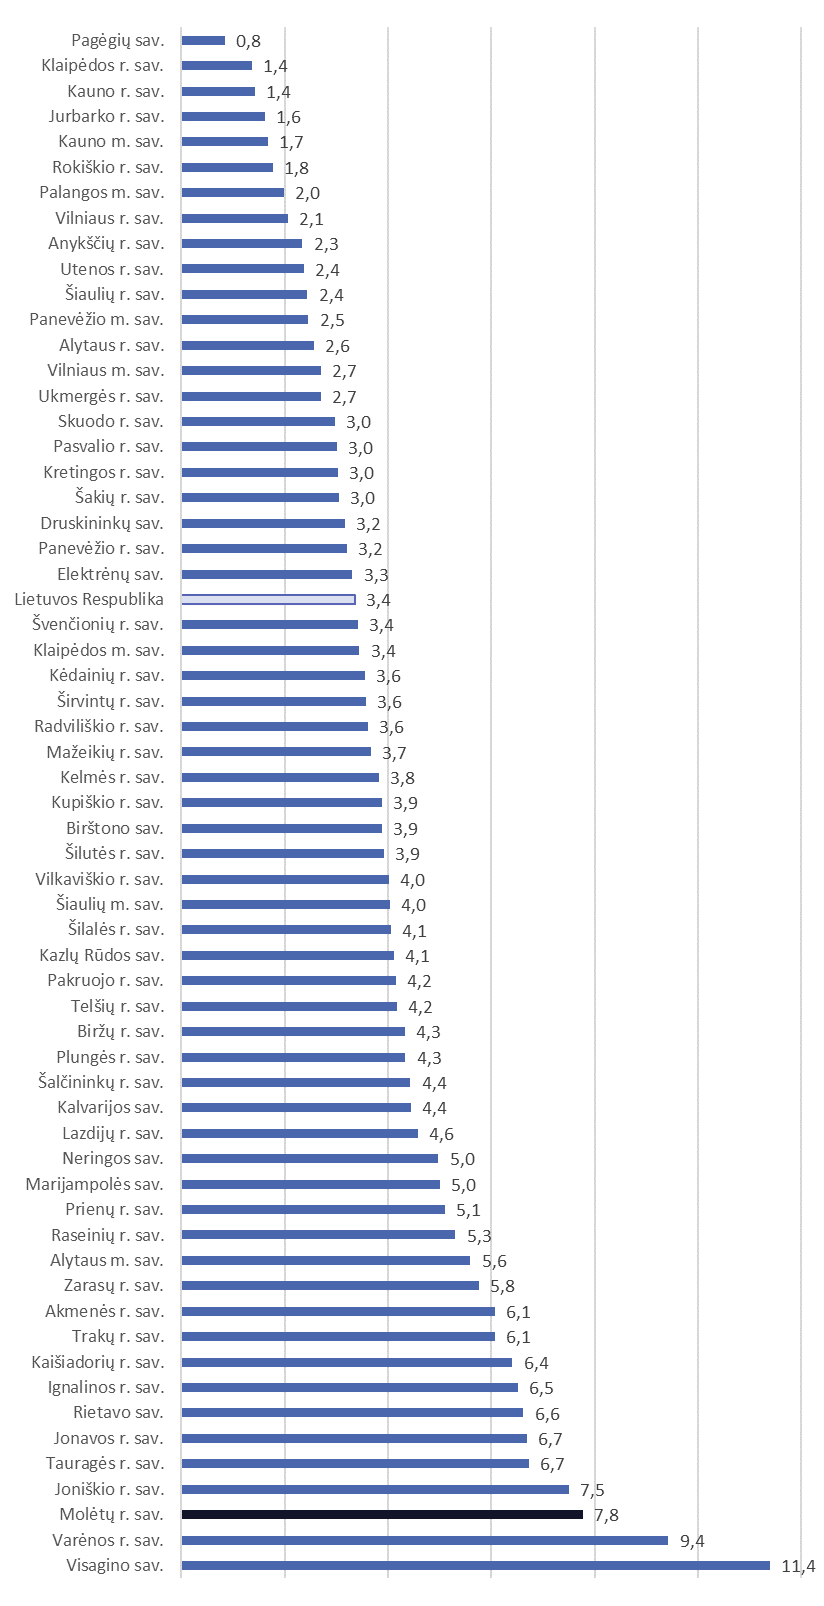 Pagėgių sav. 0,8
Klaipėdos r. sav. 1,4
Kauno r. sav. 1,4
Jurbarko r. sav. 1,6
Kauno m. sav. 1,7
Rokiškio r. sav. 1,8
Palangos m. sav. 2,0
Vilniaus r. sav. 2,1
Anykščių r. sav. 2,3
Utenos r. sav. 2,4
Šiaulių r. sav. 2,4
Panevėžio m. sav. 2,5
Alytaus r. sav. 2,6
Vilniaus m. sav. 2,7
Ukmergės r. sav. 2,7
Skuodo r. sav. 3,0
Pasvalio r. sav. 3,0
Kretingos r. sav. 3,0
Šakių r. sav. 3,0
Druskininkų sav. 3,2
Panevėžio r. sav. 3,2
Elektrėnų sav. 3,3
Lietuvos Respublika 3,4
Švenčionių r. sav. 3,4
Klaipėdos m. sav. 3,4
Kėdainių r. sav. 3,6
Širvintų r. sav. 3,6
Radviliškio r. sav. 3,6
Mažeikių r. sav. 3,7
Kelmės r. sav. 3,8
Kupiškio r. sav. 3,9
Birštono sav. 3,9
Šilutės r. sav. 3,9
Vilkaviškio r. sav. 4,0
Šiaulių m. sav. 4,0
Šilalės r. sav. 4,1
Kazlų Rūdos sav. 4,1
Pakruojo r. sav. 4,2
Telšių r. sav. 4,2
Biržų r. sav. 4,3
Plungės r. sav. 4,3
Šalčininkų r. sav. 4,4
Kalvarijos sav. 4,4
Lazdijų r. sav. 4,6
Neringos sav. 5,0
Marijampolės sav. 5,0
Prienų r. sav. 5,1
Raseinių r. sav. 5,3
Alytaus m. sav. 5,6
Zarasų r. sav. 5,8
Akmenės r. sav. 6,1
Trakų r. sav. 6,1
Kaišiadorių r. sav. 6,4
Ignalinos r. sav. 6,5
Rietavo sav. 6,6
Jonavos r. sav. 6,7
Tauragės r. sav. 6,7
Joniškio r. sav. 7,5
Molėtų r. sav. 7,8
Varėnos r. sav. 9,4
Visagino sav. 11,4